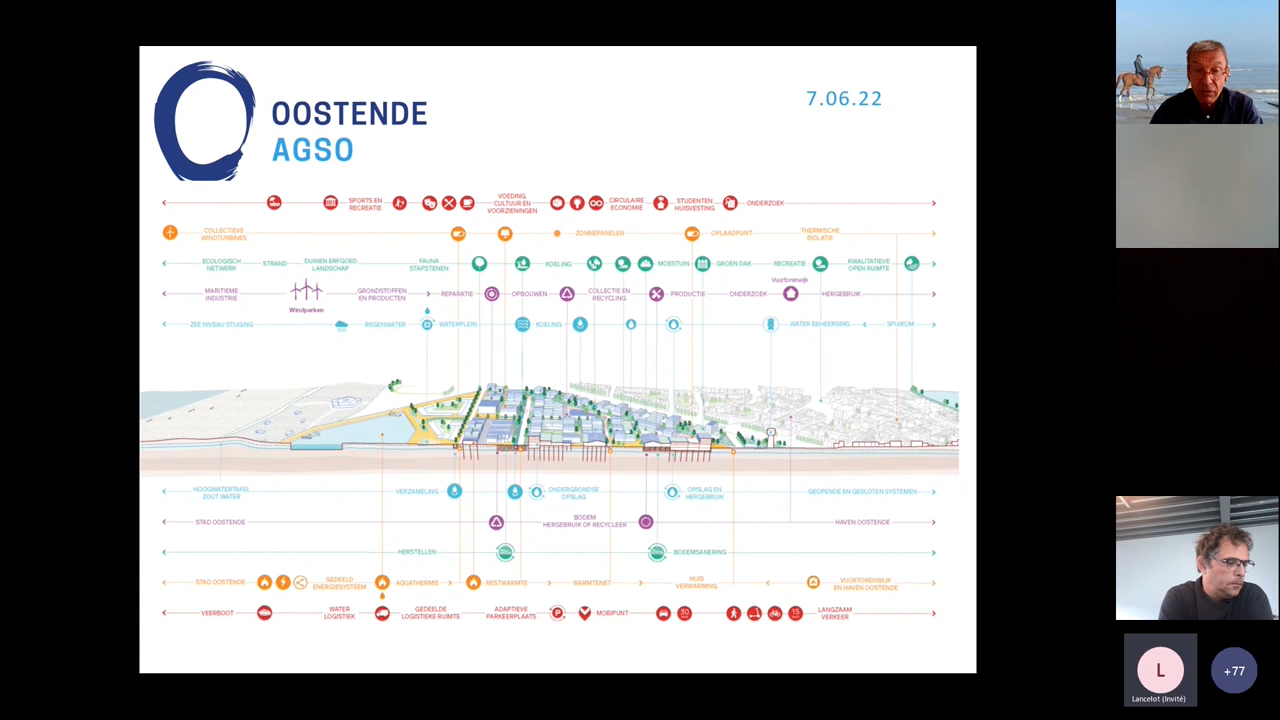 OOSTENDE
AGSO
7.06.22
SPORTS EN
RECREATIE
VOEDING,
CULTUUR EN
VOORZIENINGEN
CIRCULAIRE
ECONOMIE
STUDENTEN
HUISVESTING
ONDERZOEK
COLLECTIEVE
WINDTURBINES
ZONNEPANELEN
OPLAADPUNT
THERMISCHE
ISOLATIE
ECOLOGISCH
NETWERK
STRAND
DUINEN ERFGOED
LANDSCHAP
FAUNA
STAPSTENEN
KOELING
MOESTUIN
GROEN DAK
RECREATIE
KWALITATIEVE
OPEN RUIMTE
MARITIEME
INDUSTRIE
Windparken
GRONDSTOFFEN
EN PRODUCTEN
REPARATIE
OPBOUWEN
COLLECTIE EN
RECYCLING
PRODUCTIE
ONDERZOEK
Vuurtorenwijk
HERGEBRUIK
ZEE NIVEAU STIJGING
REGENWATER
WATERPLEIN
KOELING
WATER BEHEERSING
SPUIKOM
HOOGWATERTAFEL
ZOUT WATER
VERZAMELING
ONDERGRONDSE
OPSLAG
OPSLAG EN
HERGEBRUIK
GEOPENDE EN GESLOTEN SYSTEMEN
STAD OOSTENDE
BODEM
HERGEBRUIK OF RECYCLEER
HAVEN OOSTENDE
HERSTELLEN
BODEMSANERING
STAD OOSTENDE
GEDEELD
ENERGIESYSTEEM
AQUATHERMIE
RESTWARMTE
WARMTENET
HUIS
VERWARMING
VUURTORENWIJK
EN HAVEN OOSTENDE
VEERBOOT
WATER
LOGISTIEK
GEDEELDE
LOGISTIEKE RUIMTE
ADAPTIEVE
PARKEERPLAATS
P
MOBIPUNT
30
15
LANGZAAM
VERKEER
L
Lancelot (Invité)
+77